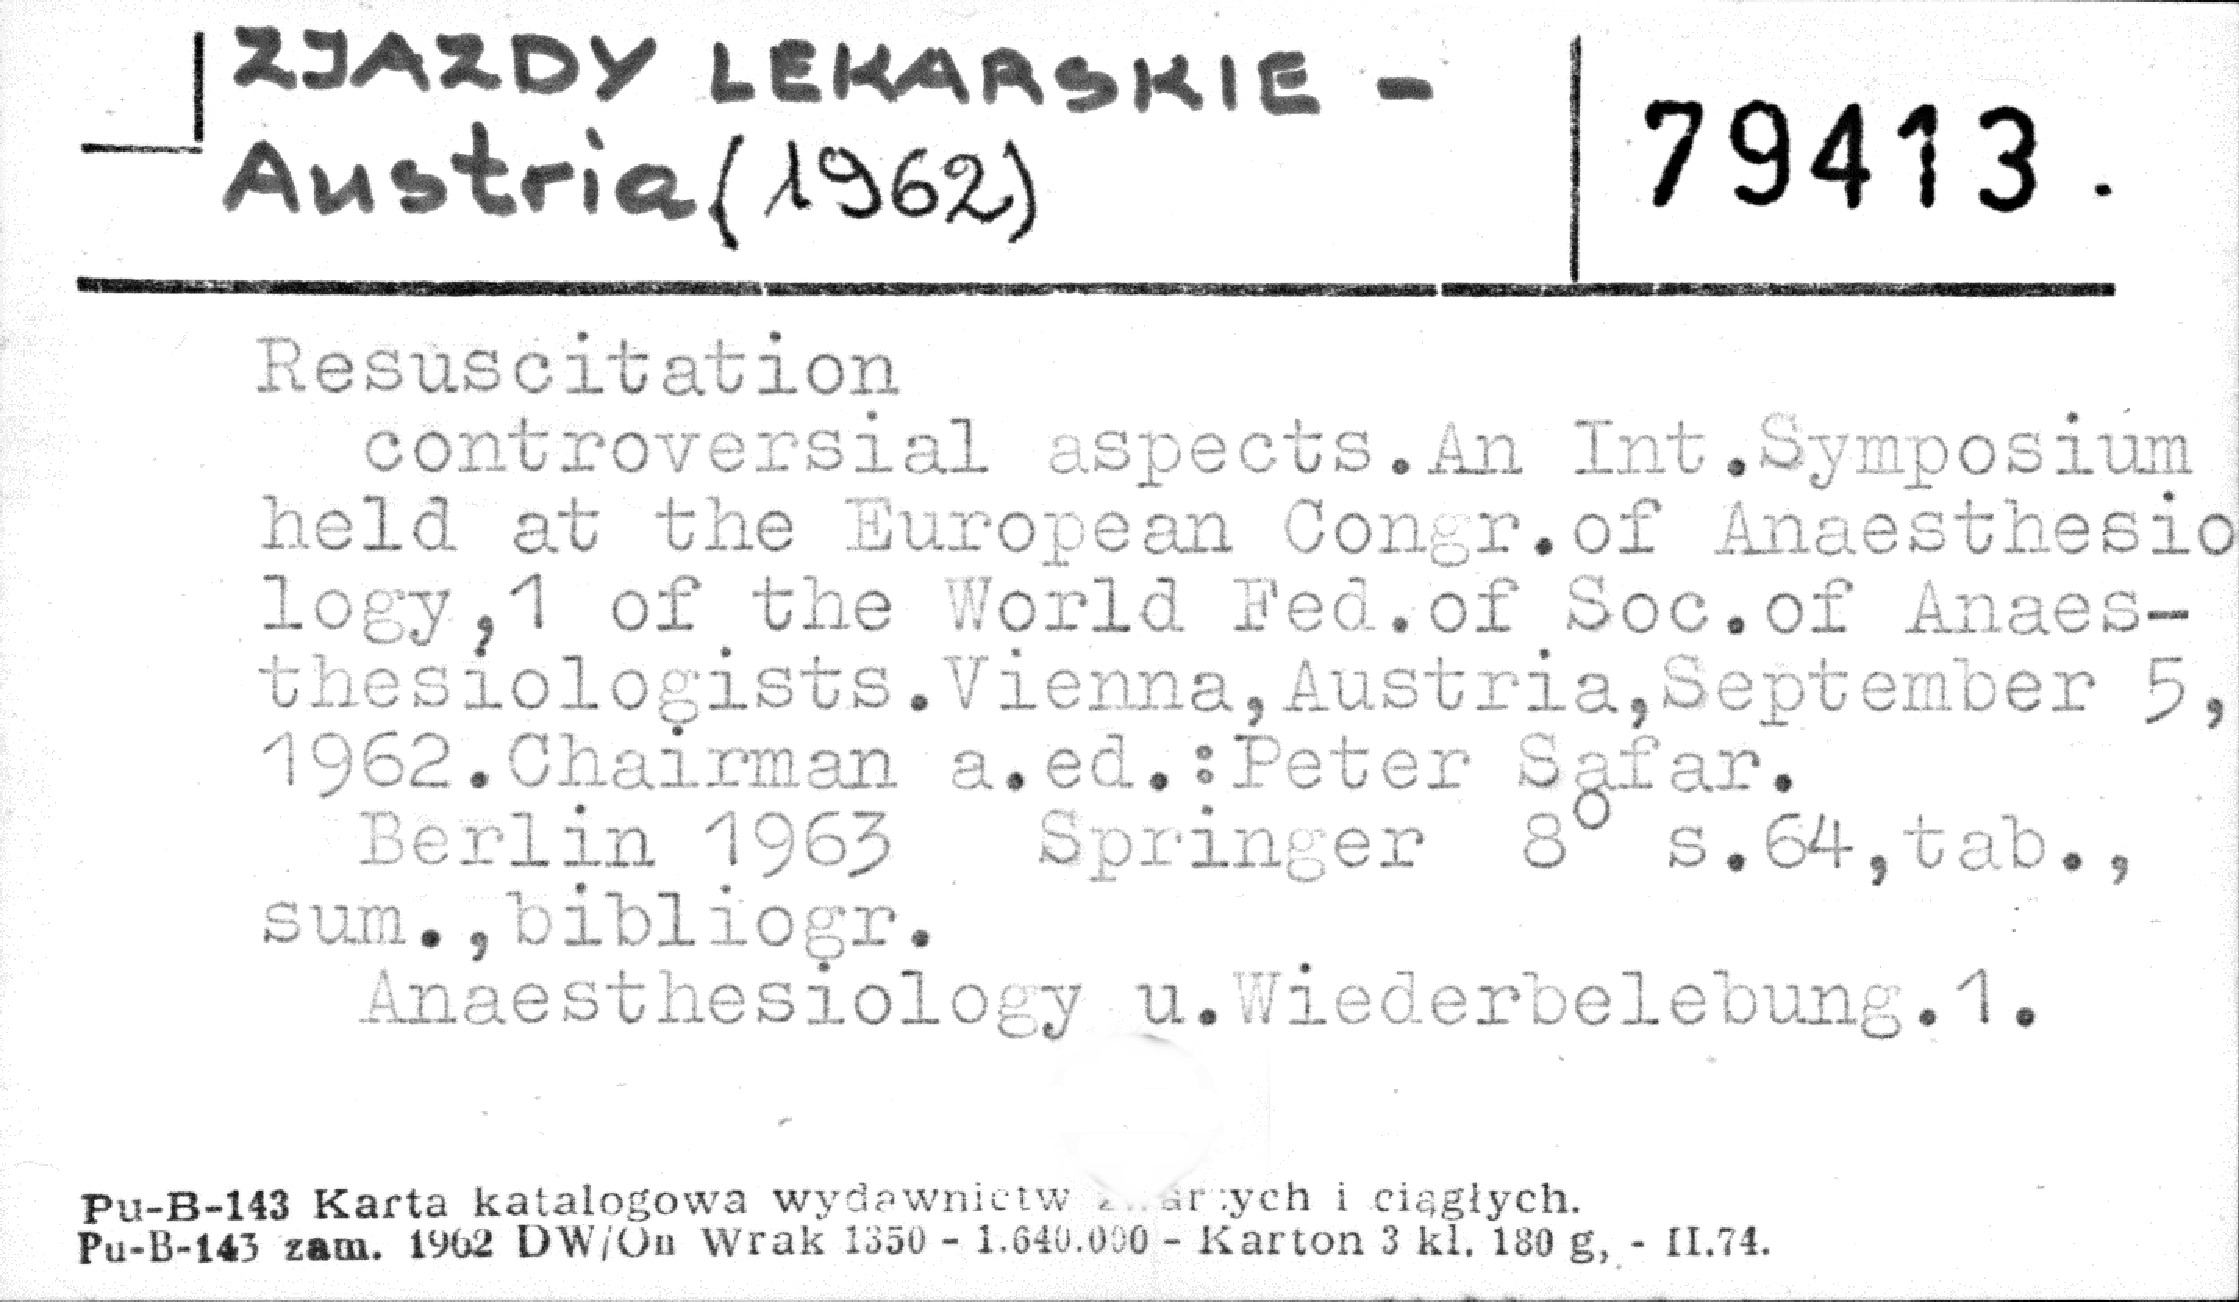 ZJAZDY LEKARSKIE -
Austria (1962)
79413.
Resuscitation
controversial aspects.An Int.Symposium
held at the European Congr.of Anaesthesio
logy,1 of the World Fed.of Soc.of Anaes-
thesiologists.Vienna,Austria,September 5,
1962.Chairman a.ed.:Peter Safar.
Berlin 1963 Springer 8° s.64,tab.,
sum.,bibliogr.
Anaesthesiology u.Wiederbelebung.1.
Pu-B-143 Karta katalogowa wydawnictw i ciągłych.
Pu-B-143 zam. 1962 DW/On Wrak 1350 - 1.640.000 - Karton 3 kl. 180 g, - II.74.